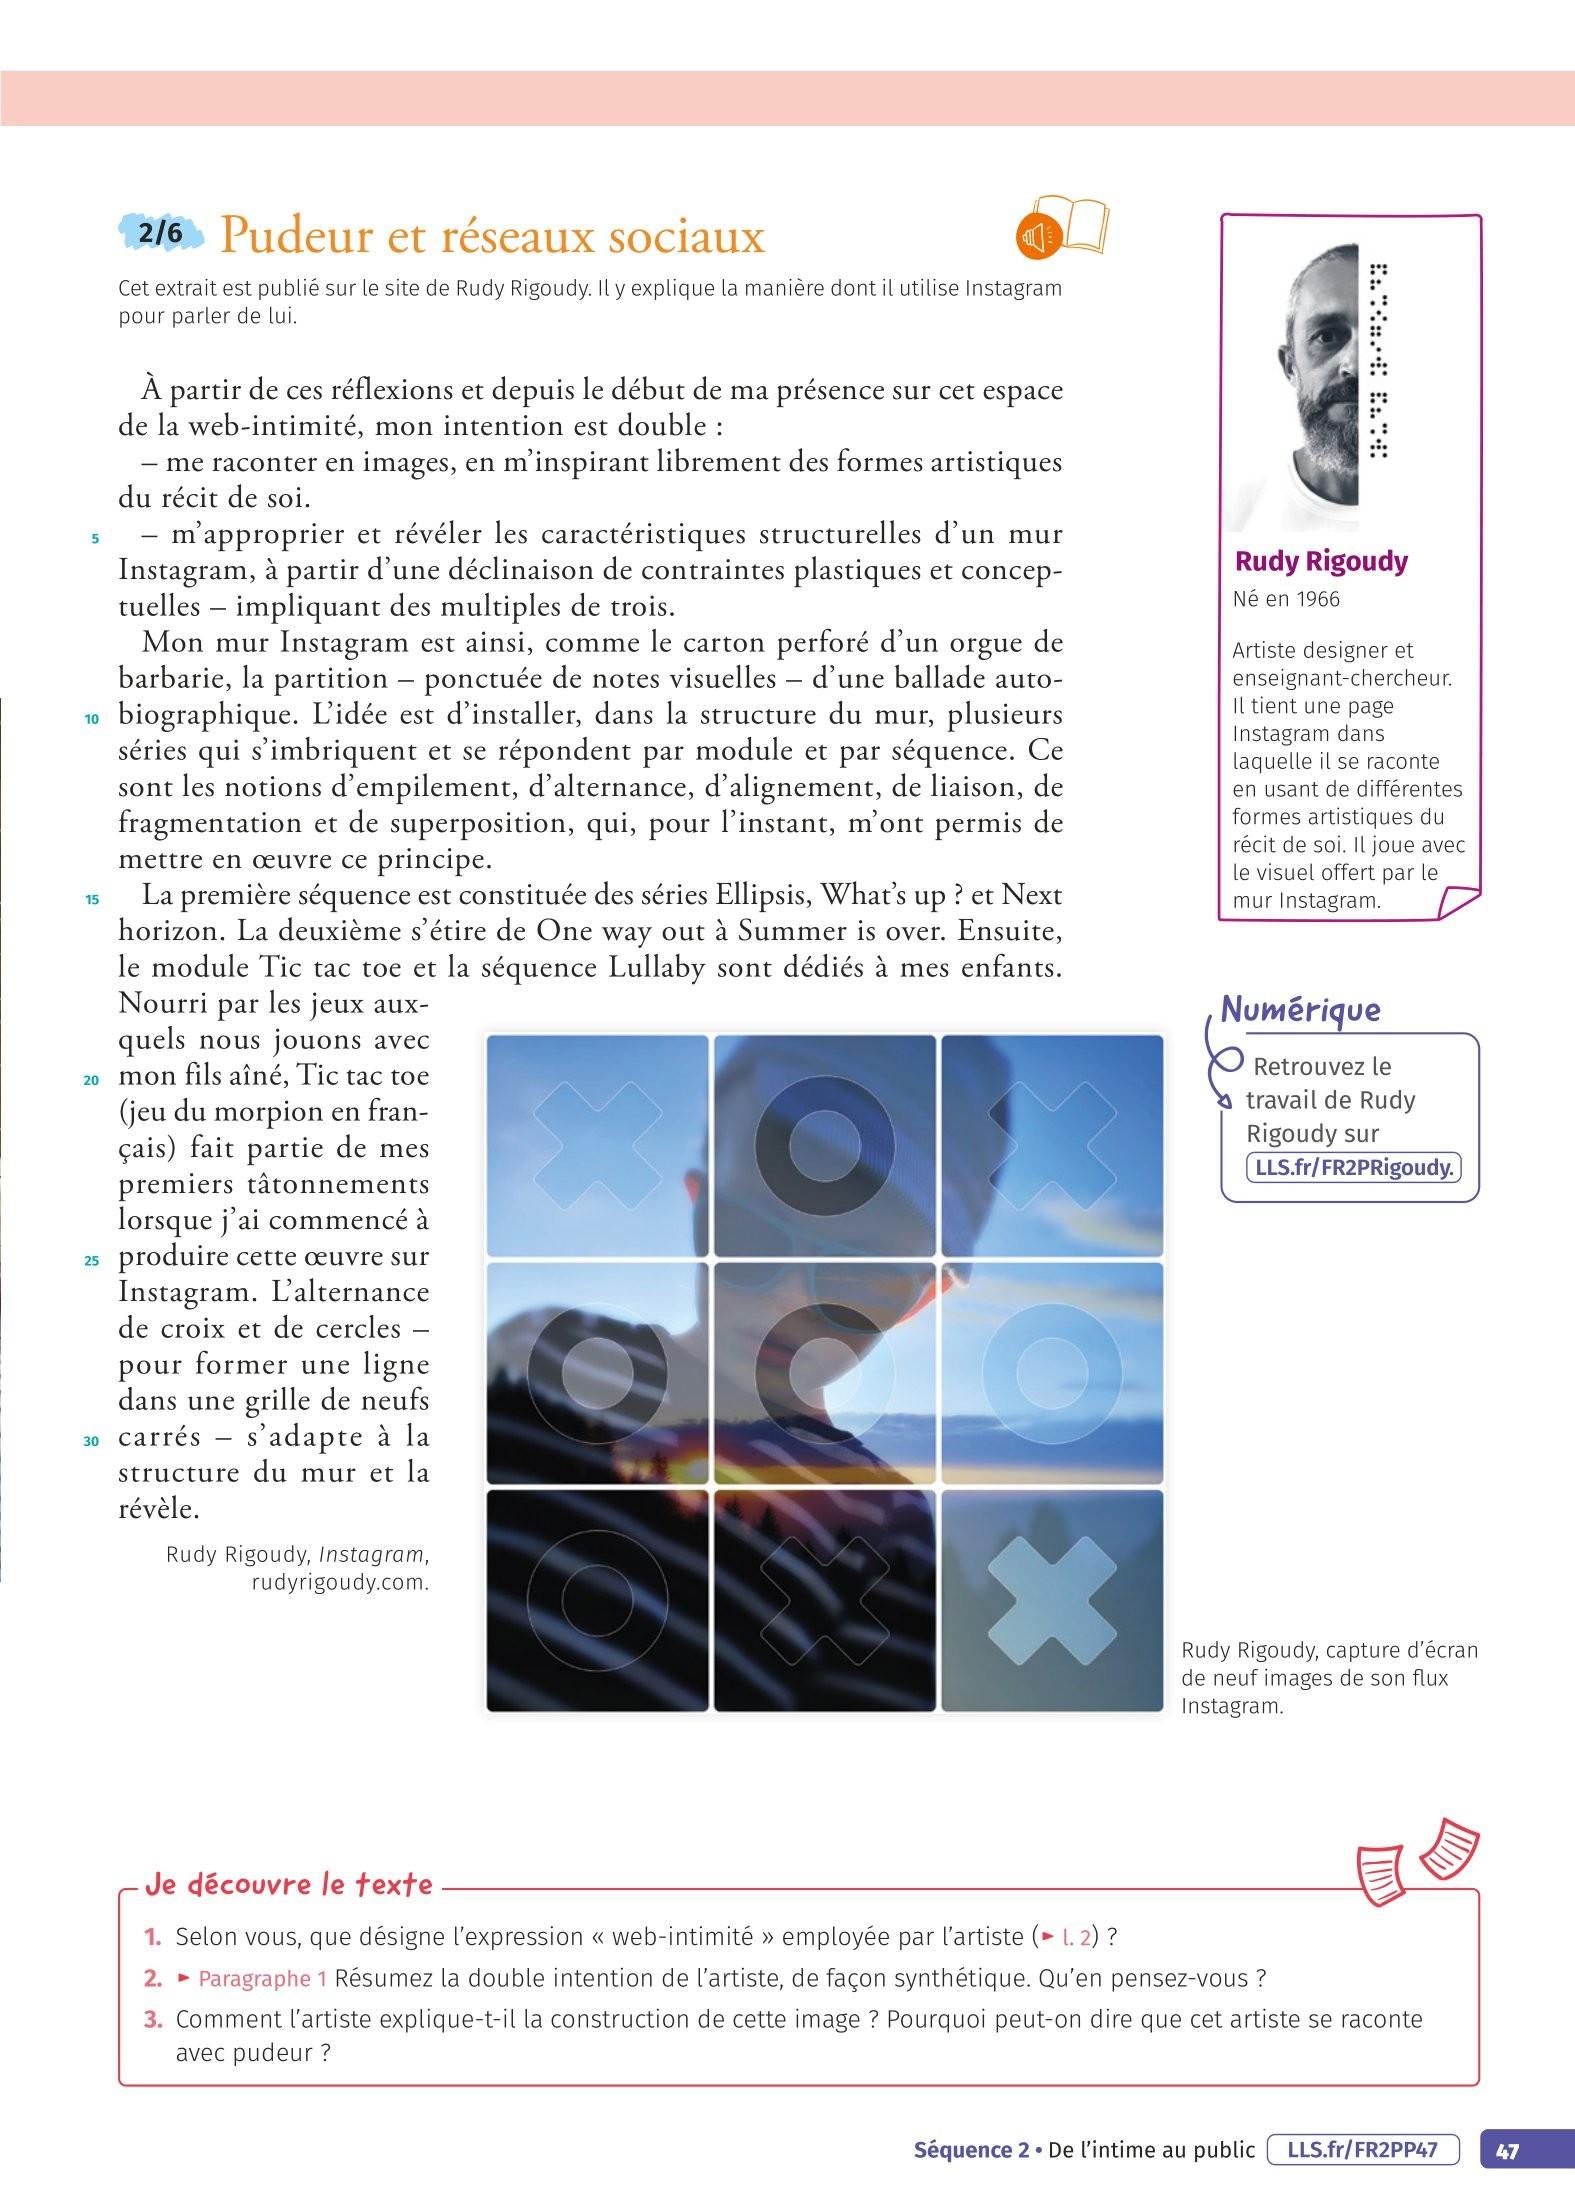 2/6 Pudeur et réseaux sociaux
Cet extrait est publié sur le site de Rudy Rigoudy. Il y explique la manière dont il utilise Instagram
pour parler de lui.
À partir de ces réflexions et depuis le début de ma présence sur cet espace
de la web-intimité, mon intention est double :
– me raconter en images, en m’inspirant librement des formes artistiques
du récit de soi.
5 – m’approprier et révéler les caractéristiques structurelles d’un mur
Instagram, à partir d’une déclinaison de contraintes plastiques et concep-
tuelles – impliquant des multiples de trois.
Mon mur Instagram est ainsi, comme le carton perforé d’un orgue de
barbarie, la partition – ponctuée de notes visuelles – d’une ballade auto-
10 biographique. L’idée est d’installer, dans la structure du mur, plusieurs
séries qui s’imbriquent et se répondent par module et par séquence. Ce
sont les notions d’empilement, d’alternance, d’alignement, de liaison, de
fragmentation et de superposition, qui, pour l’instant, m’ont permis de
mettre en œuvre ce principe.
15 La première séquence est constituée des séries Ellipsis, What’s up ? et Next
horizon. La deuxième s’étire de One way out à Summer is over. Ensuite,
le module Tic tac toe et la séquence Lullaby sont dédiés à mes enfants.
Nourri par les jeux aux-
quels nous jouons avec
20 mon fils aîné, Tic tac toe
(jeu du morpion en fran-
çais) fait partie de mes
premiers tâtonnements
lorsque j’ai commencé à
25 produire cette œuvre sur
Instagram. L’alternance
de croix et de cercles –
pour former une ligne
dans une grille de neufs
30 carrés – s’adapte à la
structure du mur et la
révèle.
Rudy Rigoudy, Instagram,
rudyrigoudy.com.
Rudy Rigoudy
Né en 1966
Artiste designer et
enseignant-chercheur.
Il tient une page
Instagram dans
laquelle il se raconte
en usant de différentes
formes artistiques du
récit de soi. Il joue avec
le visuel offert par le
mur Instagram.
Numérique
Retrouvez le
travail de Rudy
Rigoudy sur
LLS.fr/FR2PRigoudy.
Rudy Rigoudy, capture d’écran
de neuf images de son flux
Instagram.
Je découvre le texte
1. Selon vous, que désigne l’expression « web-intimité » employée par l’artiste (► l. 2) ?
2. ► Paragraphe 1 Résumez la double intention de l’artiste, de façon synthétique. Qu’en pensez-vous ?
3. Comment l’artiste explique-t-il la construction de cette image ? Pourquoi peut-on dire que cet artiste se raconte
avec pudeur ?
Séquence 2 • De l’intime au public LLS.fr/FR2PP47 47